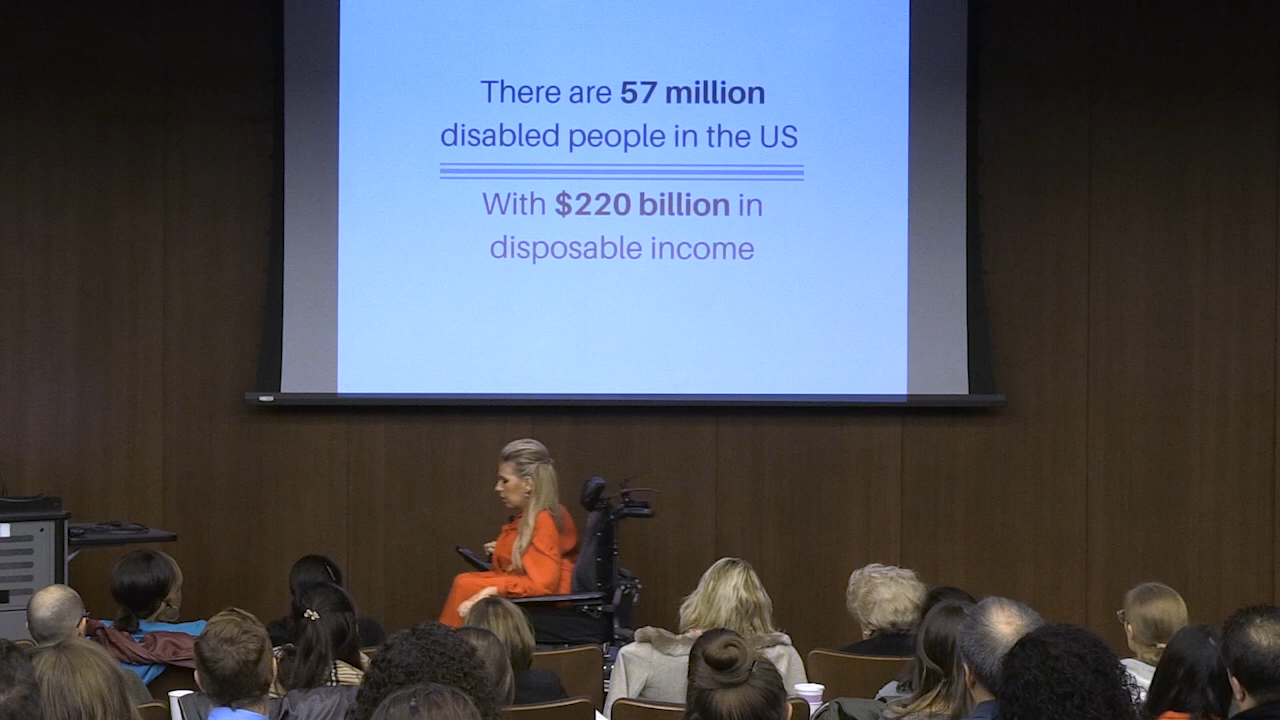 There are 57 million
disabled people in the US
With $220 billion in
disposable income